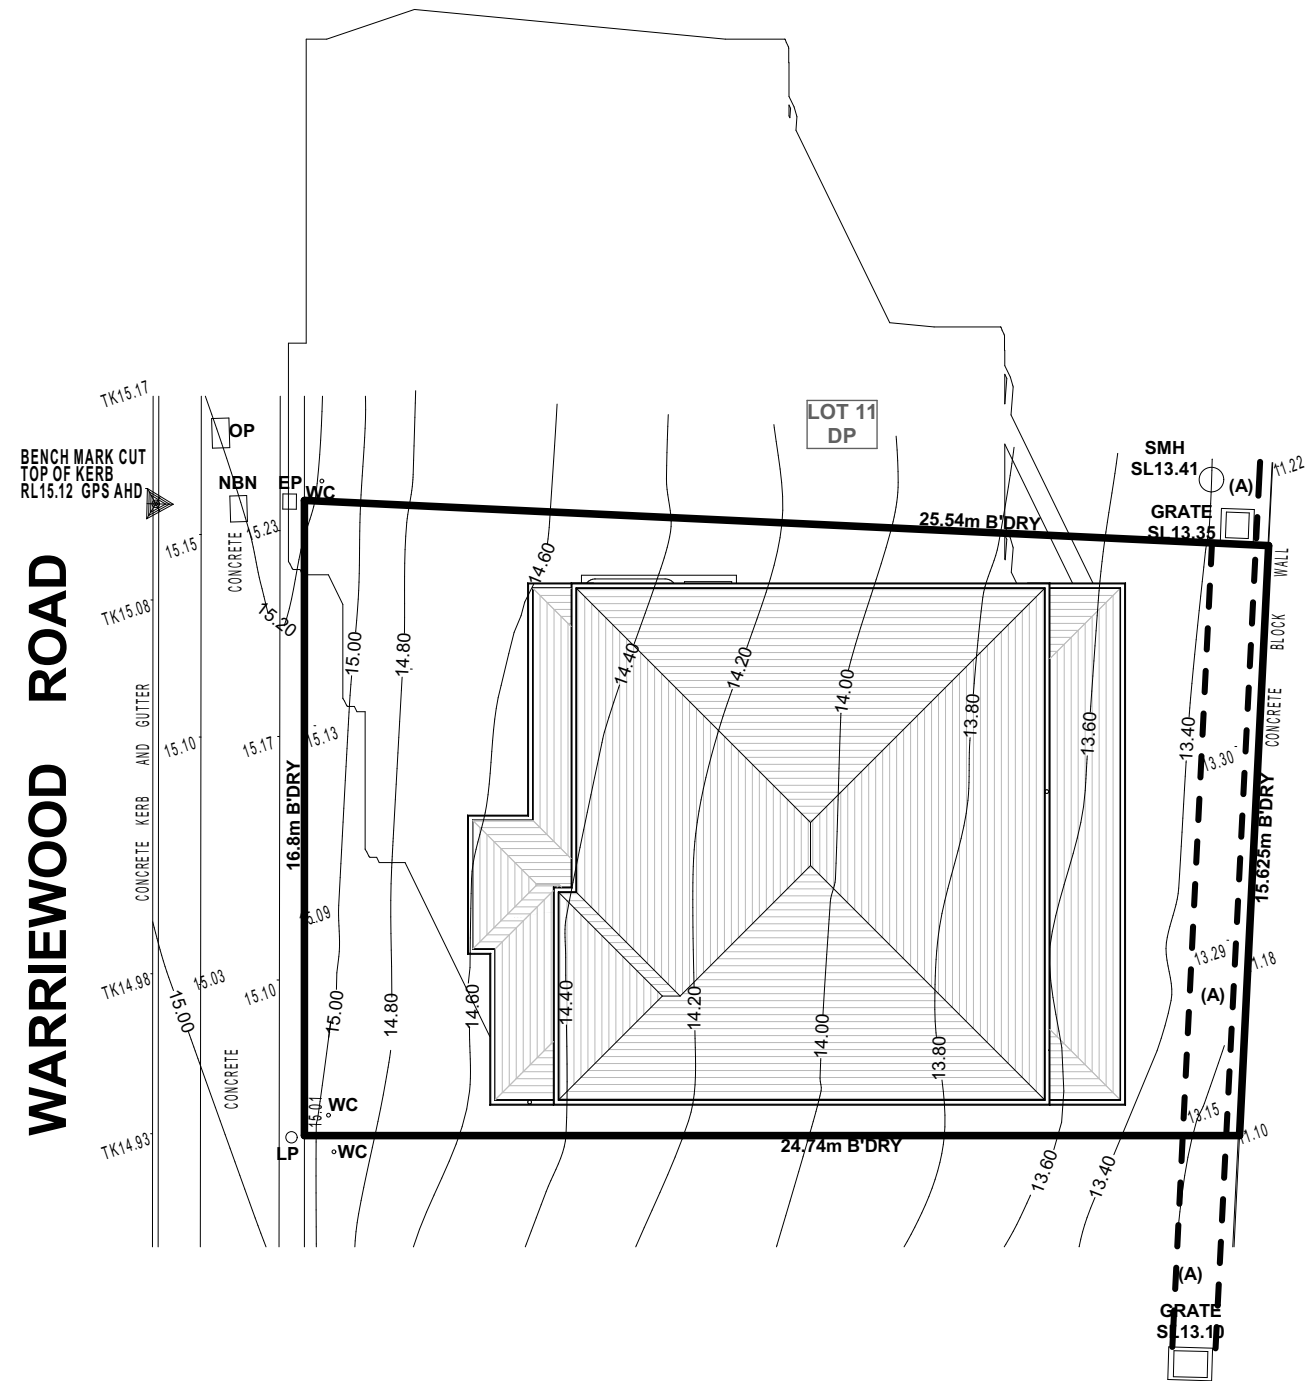 TK15.17
LOT 11
DP
OP
BENCH MARK CUT
TOP OF KERB
RL15.12 GPS AHD
SMH
SL13.41
11.22
NBN
EP
WC
(A)
GRATE
SL13.35
25.54m B'DRY
15.23
15.15
CONCRETE
14.60
WALL
TK15.08
15.20
BLOCK
15.00
14.80
14.40
14.20
14.00
13.80
13.60
13.40
CONCRETE
WARRIEWOOD ROAD
CONCRETE KERB AND GUTTER
15.10
15.17
15.13
13.30
16.8m B'DRY
15.625m B'DRY
15.09
13.29
TK14.98
15.03
15.10
(A)
15.00
15.00
14.80
14.60
14.40
14.20
14.00
13.80
CONCRETE
15.01
WC
13.15
TK14.93
LP
WC
24.74m B'DRY
13.60
13.40
(A)
GRATE
SL13.10